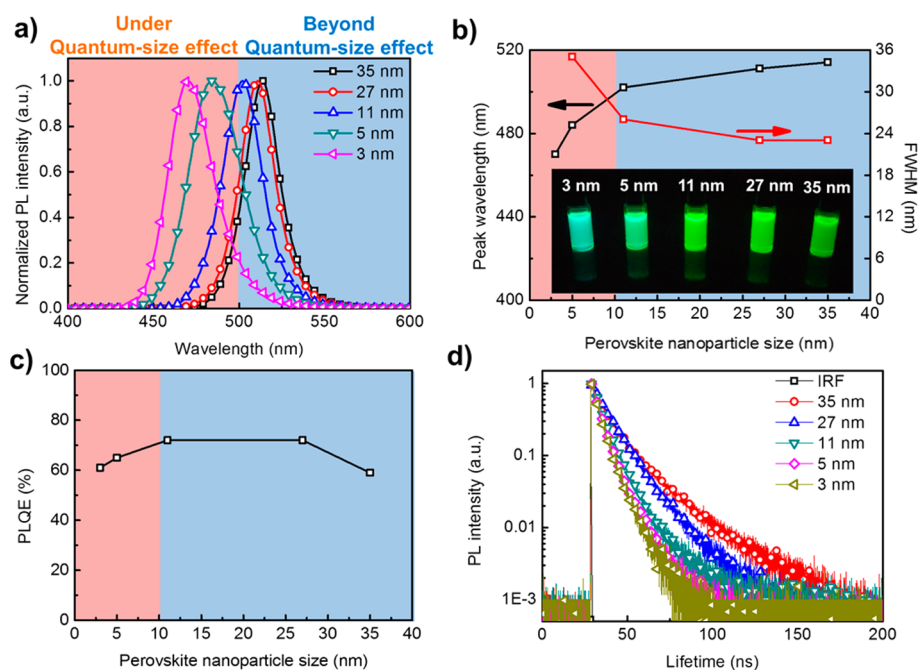 a)
Under
Quantum-size effect
Beyond
Quantum-size effect
Normalized PL intensity (a.u.)
1.0
0.8
0.6
0.4
0.2
0.0
400 450 500 550 600
Wavelength (nm)
35 nm
27 nm
11 nm
5 nm
3 nm
b)
Peak wavelength (nm)
520
480
440
400
36
30
24
18
12
6
0
FWHM (nm)
3 nm 5 nm 11 nm 27 nm 35 nm
0 5 10 15 20 25 30 35 40
Perovskite nanoparticle size (nm)
c)
PLQE (%)
100
80
60
40
20
0
0 5 10 15 20 25 30 35 40
Perovskite nanoparticle size (nm)
d)
PL intensity (a.u.)
1
0.1
0.01
1E-3
0 50 100 150 200
Lifetime (ns)
IRF
35 nm
27 nm
11 nm
5 nm
3 nm